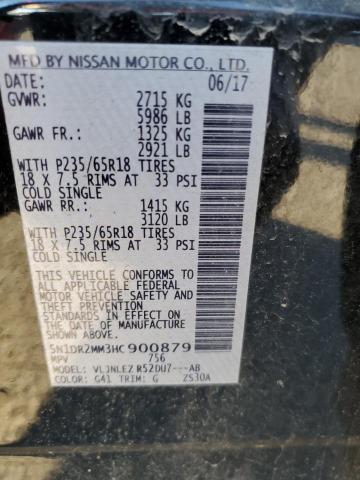 MFD BY NISSAN MOTOR CO., LTD.
DATE: 06/17
GVWR: 2715 KG
5986 LB
GAWR FR.: 1325 KG
2921 LB
WITH P235/65R18 TIRES
18 X 7.5 RIMS AT 33 PSI
COLD SINGLE
GAWR RR.: 1415 KG
3120 LB
WITH P235/65R18 TIRES
18 X 7.5 RIMS AT 33 PSI
COLD SINGLE
THIS VEHICLE CONFORMS TO
ALL APPLICABLE FEDERAL
MOTOR VEHICLE SAFETY
STANDARDS IN EFFECT ON
THE DATE OF MANUFACTURE
SHOWN ABOVE.
5N1DR2MM3HC900879
MPV 756
MODEL: VLJNLEZ R52DU7---AB
COLOR: G41 TRIM: G ZS30A